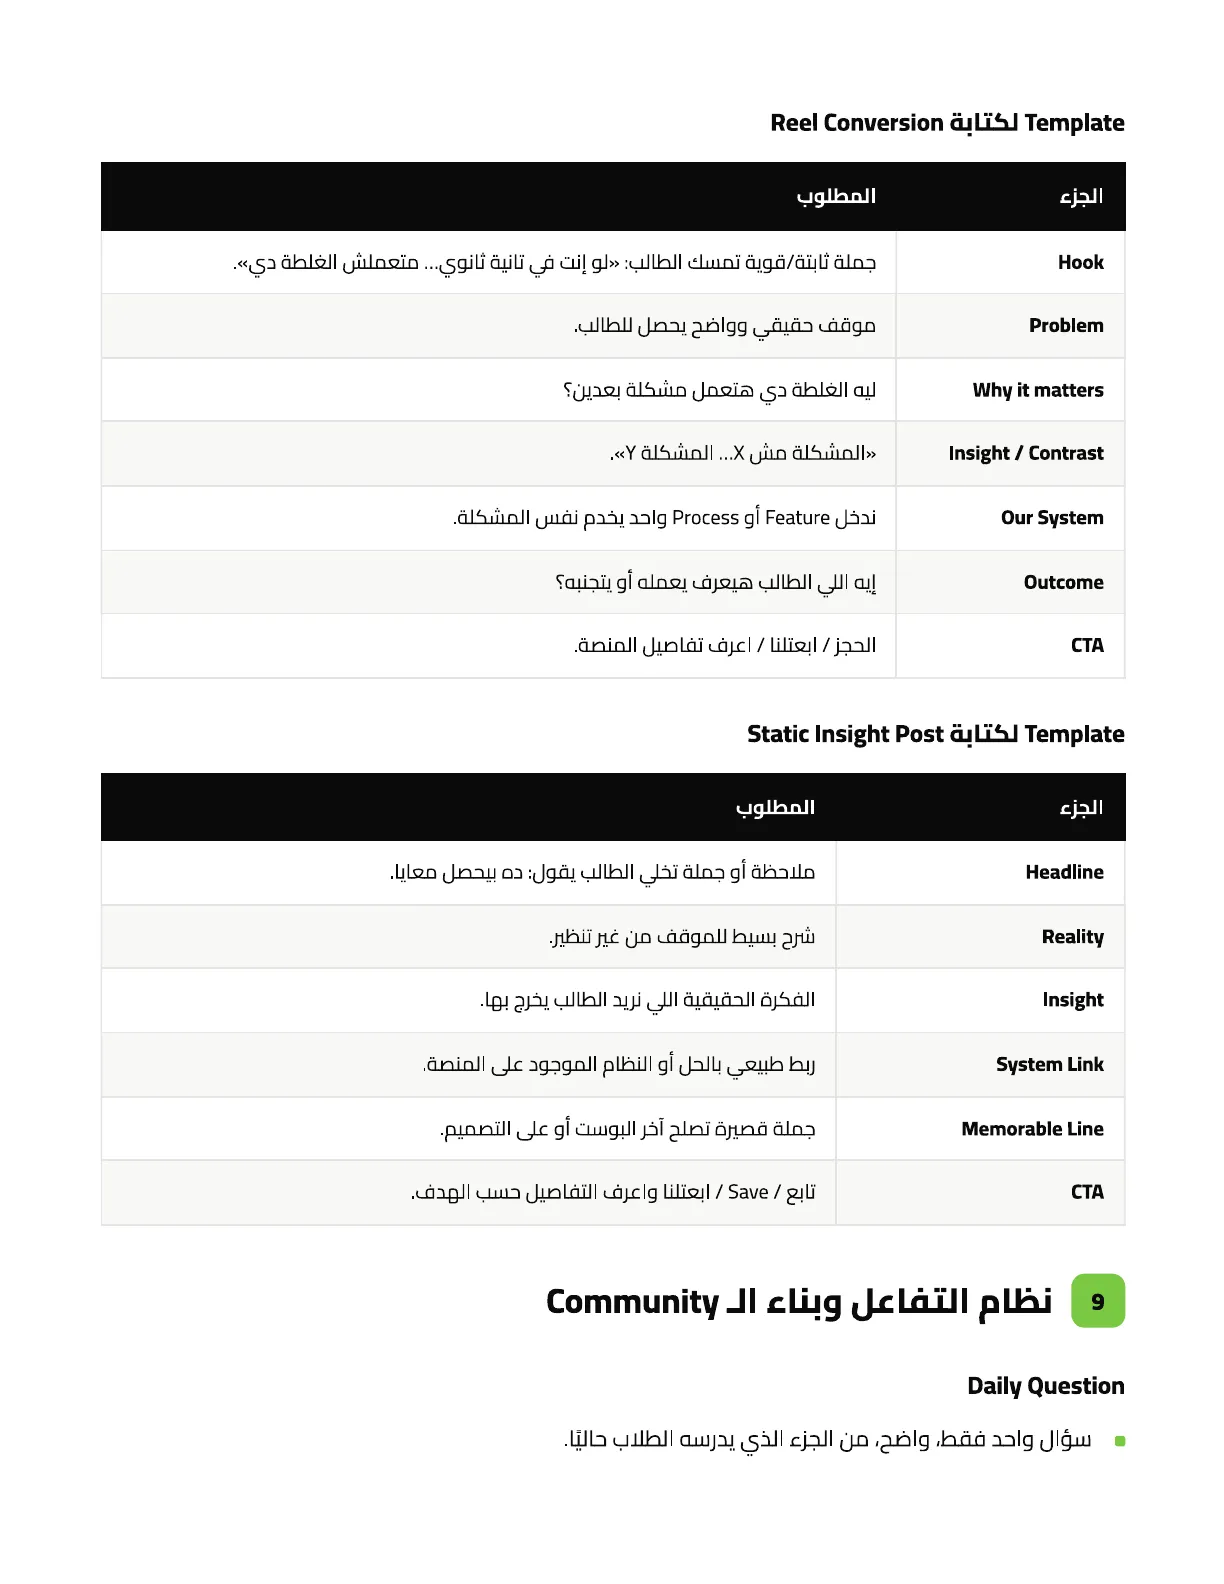 Template لكتابة Reel Conversion
الجزء المطلوب
Hook جملة ثابتة/قوية تمسك الطالب: «لو إنت في تانية ثانوي... متعملش الغلطة دي».
Problem موقف حقيقي وواضح يحصل للطالب.
Why it matters ليه الغلطة دي هتعمل مشكلة بعدين؟
Insight / Contrast «المشكلة مش X... المشكلة Y».
Our System ندخل Feature أو Process واحد يخدم نفس المشكلة.
Outcome إيه اللي الطالب هيعرف يعمله أو يتجنبه؟
CTA الحجز / ابعتلنا / اعرف تفاصيل المنصة.
Template لكتابة Static Insight Post
الجزء المطلوب
Headline ملاحظة أو جملة تخلي الطالب يقول: ده بيحصل معايا.
Reality شرح بسيط للموقف من غير تنظير.
Insight الفكرة الحقيقية اللي نريد الطالب يخرج بها.
System Link ربط طبيعي بالحل أو النظام الموجود على المنصة.
Memorable Line جملة قصيرة تصلح آخر البوست أو على التصميم.
CTA تابع / Save / ابعتلنا واعرف التفاصيل حسب الهدف.
9 نظام التفاعل وبناء الـ Community
Daily Question
سؤال واحد فقط، واضح، من الجزء الذي يدرسه الطلاب حاليًا.